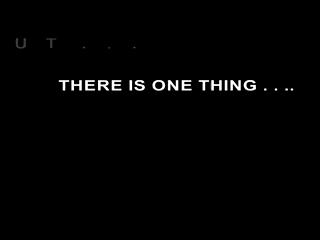 U T . . .
THERE IS ONE THING . . ..